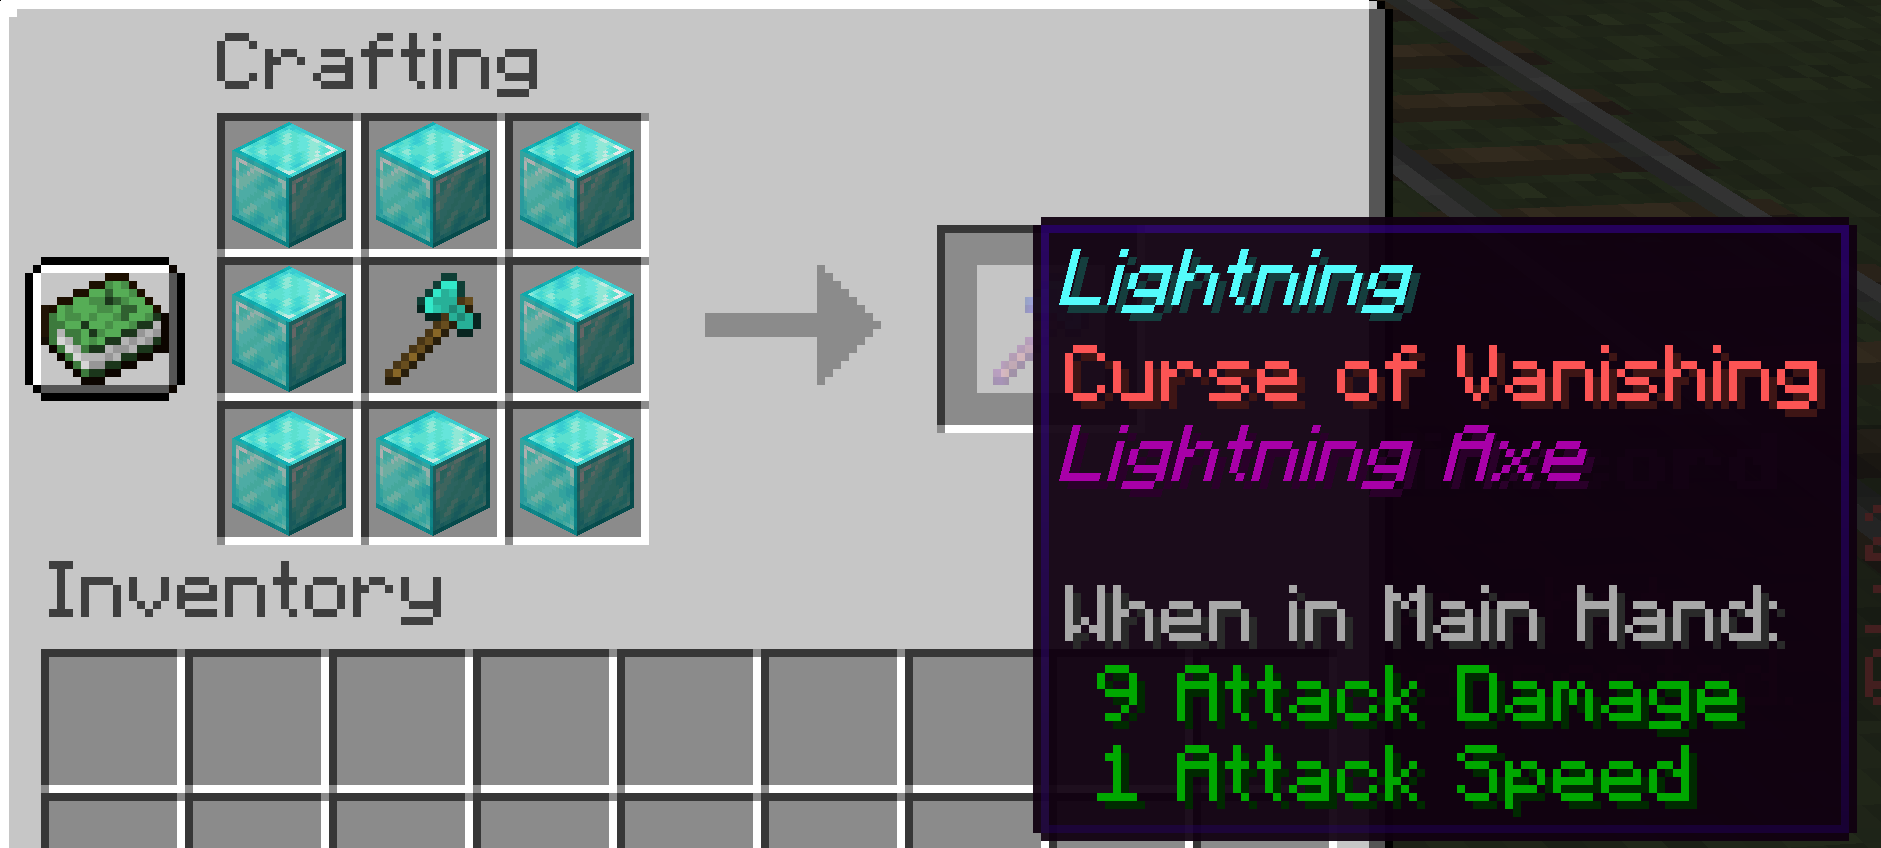 Crafting
Lightning
Curse of Vanishing
Lightning Axe
When in Main Hand:
9 Attack Damage
1 Attack Speed
Inventory